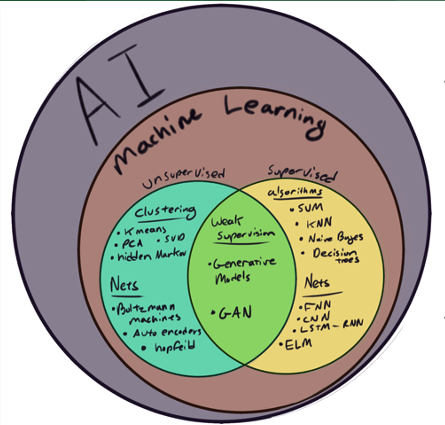 AI
Machine Learning
Unsupervised
Supervised
Clustering
• K means
• PCA • SVD
• hidden Markov
Nets
• Boltzmann
machines
• Auto encoders
• hopfeild
Weak
Supervision
• Generative
Models
• GAN
algorithms
• SVM
• KNN
• Naive Bayes
• Decision
trees
Nets
• FNN
• CNN
• LSTM - RNN
• ELM